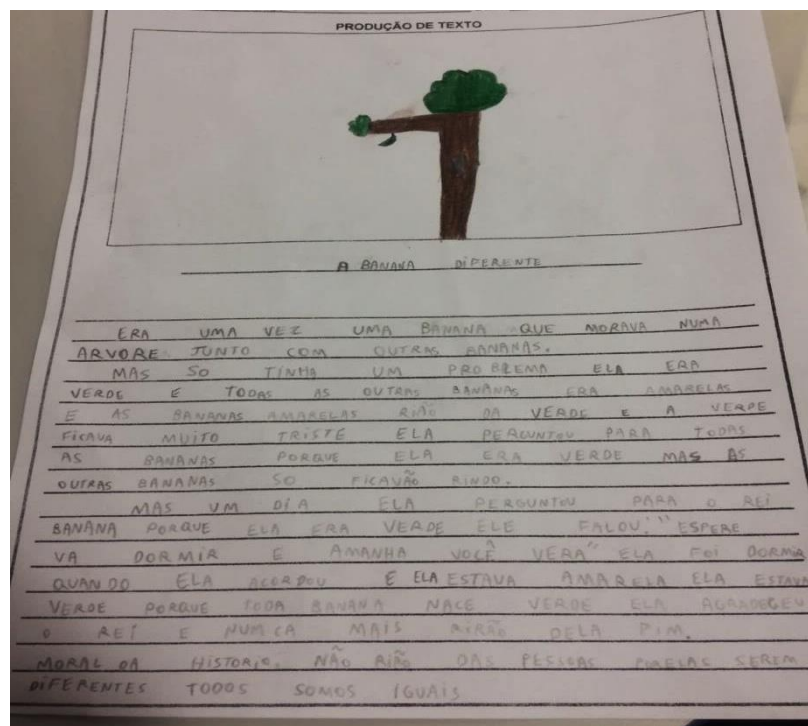 PRODUÇÃO DE TEXTO
A BANANA DIFERENTE
ERA UMA VEZ UMA BANANA QUE MORAVA NUMA
ARVORE JUNTO COM OUTRAS BANANAS.
MAS SO TINHA UM PROBREMA ELA ERA
VERDE E TODAS AS OUTRAS BANANAS ERA AMARELAS
E AS BANANAS AMARELAS RIÃO DA VERDE E A VERDE
FICAVA MUITO TRISTE ELA PERGUNTOU PARA TODAS
AS BANANAS PORQUE ELA ERA VERDE MAS AS
OUTRAS BANANAS SO FICAVÃO RINDO.
MAS UM DIA ELA PERGUNTOU PARA O REI
BANANA PORQUE ELA ERA VERDE ELE FALOU: "ESPERE
VA DORMIR E AMANHA VOCÊ VERA" ELA FOI DORMIR
QUANDO ELA ACORDOU E ELA ESTAVA AMARELA ELA ESTAVA
VERDE PORQUE TODA BANANA NACE VERDE ELA AGRADECEU
O REI E NUMCA MAIS RIRÃO DELA FIM.
MORAL DA HISTORIA. NÃO RIÃO DAS PESSOAS SEREM
DIFERENTES TODOS SOMOS IGUAIS